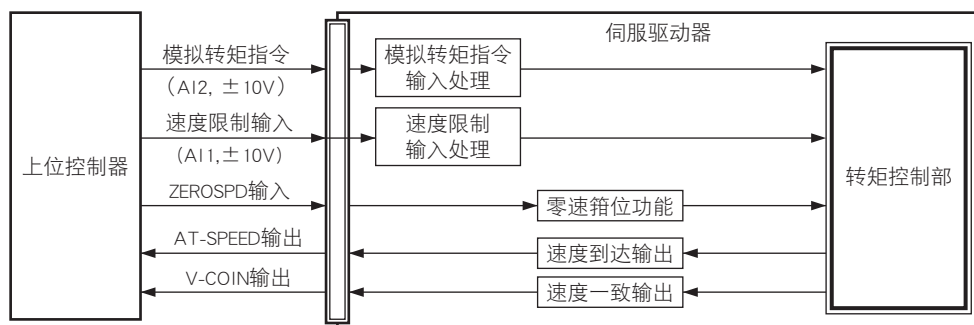 伺服驱动器
模拟转矩指令
(AI2, ±10V)
模拟转矩指令
输入处理
速度限制输入
(AI1,±10V)
速度限制
输入处理
上位控制器
转矩控制部
ZEROSPD输入
零速箝位功能
AT-SPEED输出
速度到达输出
V-COIN输出
速度一致输出